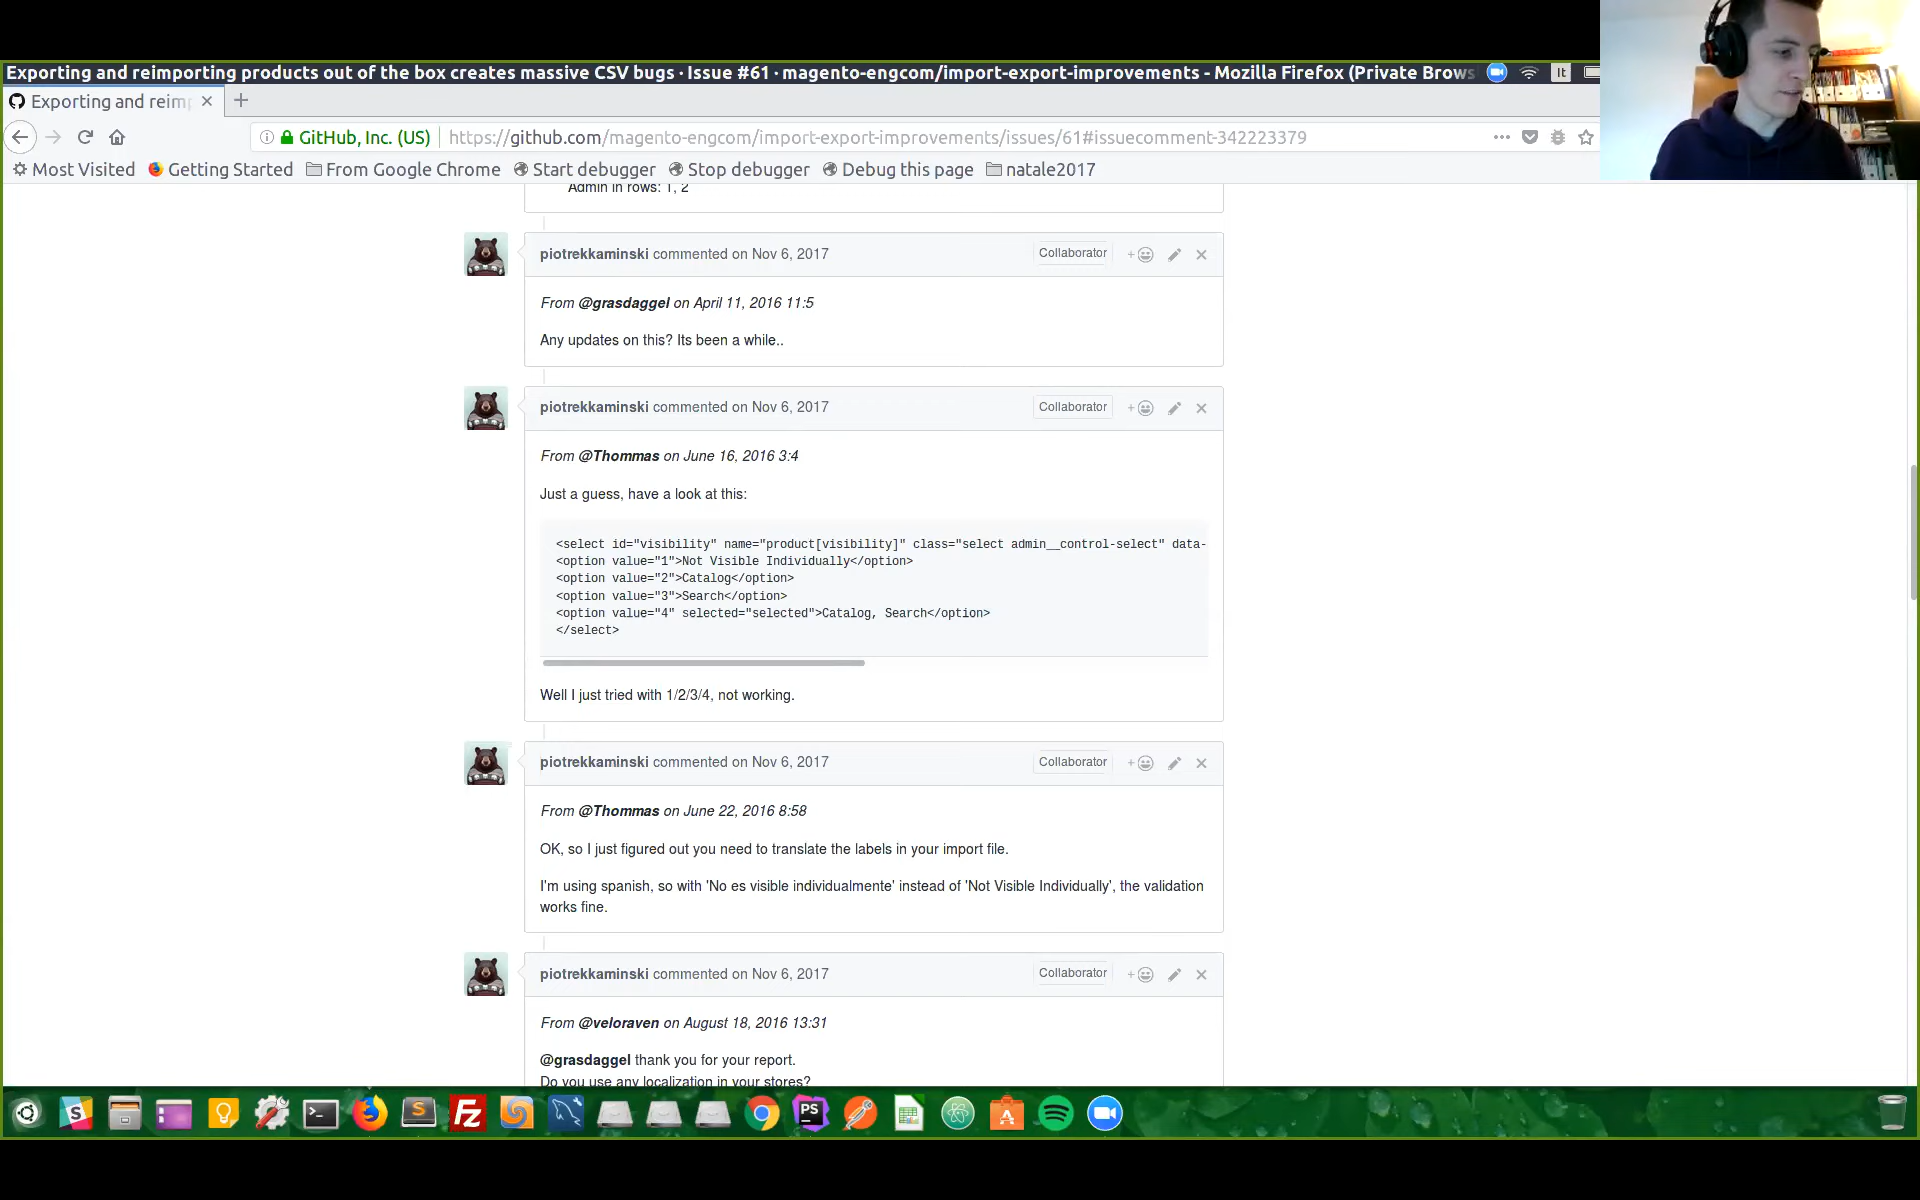 Exporting and reimporting products out of the box creates massive CSV bugs · Issue #61 · magento-engcom/import-export-improvements - Mozilla Firefox (Private Brows
It
Exporting and reim
GitHub, Inc. (US)
https://github.com/magento-engcom/import-export-improvements/issues/61#issuecomment-342223379
Most Visited Getting Started From Google Chrome Start debugger Stop debugger Debug this page natale2017
Admin in rows: 1, 2
piotrekkaminski commented on Nov 6, 2017 Collaborator
From @grasdaggel on April 11, 2016 11:5
Any updates on this? Its been a while..
piotrekkaminski commented on Nov 6, 2017 Collaborator
From @Thommas on June 16, 2016 3:4
Just a guess, have a look at this:
<select id="visibility" name="product[visibility]" class="select admin__control-select" data-
<option value="1">Not Visible Individually</option>
<option value="2">Catalog</option>
<option value="3">Search</option>
<option value="4" selected="selected">Catalog, Search</option>
</select>
Well I just tried with 1/2/3/4, not working.
piotrekkaminski commented on Nov 6, 2017 Collaborator
From @Thommas on June 22, 2016 8:58
OK, so I just figured out you need to translate the labels in your import file.
I'm using spanish, so with 'No es visible individualmente' instead of 'Not Visible Individually', the validation
works fine.
piotrekkaminski commented on Nov 6, 2017 Collaborator
From @veloraven on August 18, 2016 13:31
@grasdaggel thank you for your report.
Do you use any localization in your stores?
S S FZ PS A